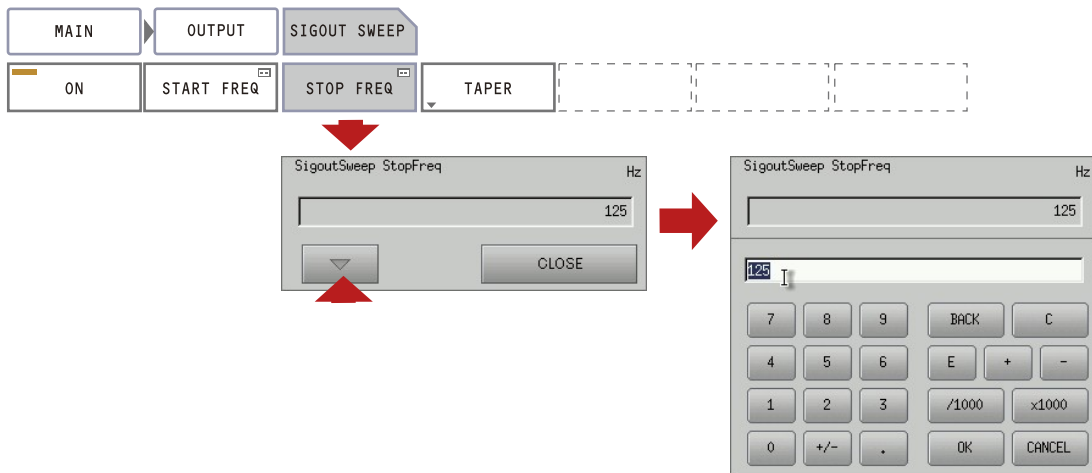 MAIN OUTPUT SIGOUT SWEEP
ON START FREQ STOP FREQ TAPER
SigoutSweep StopFreq Hz
125
CLOSE
SigoutSweep StopFreq Hz
125
125
7 8 9 BACK C
4 5 6 E + -
1 2 3 /1000 x1000
0 +/- . OK CANCEL